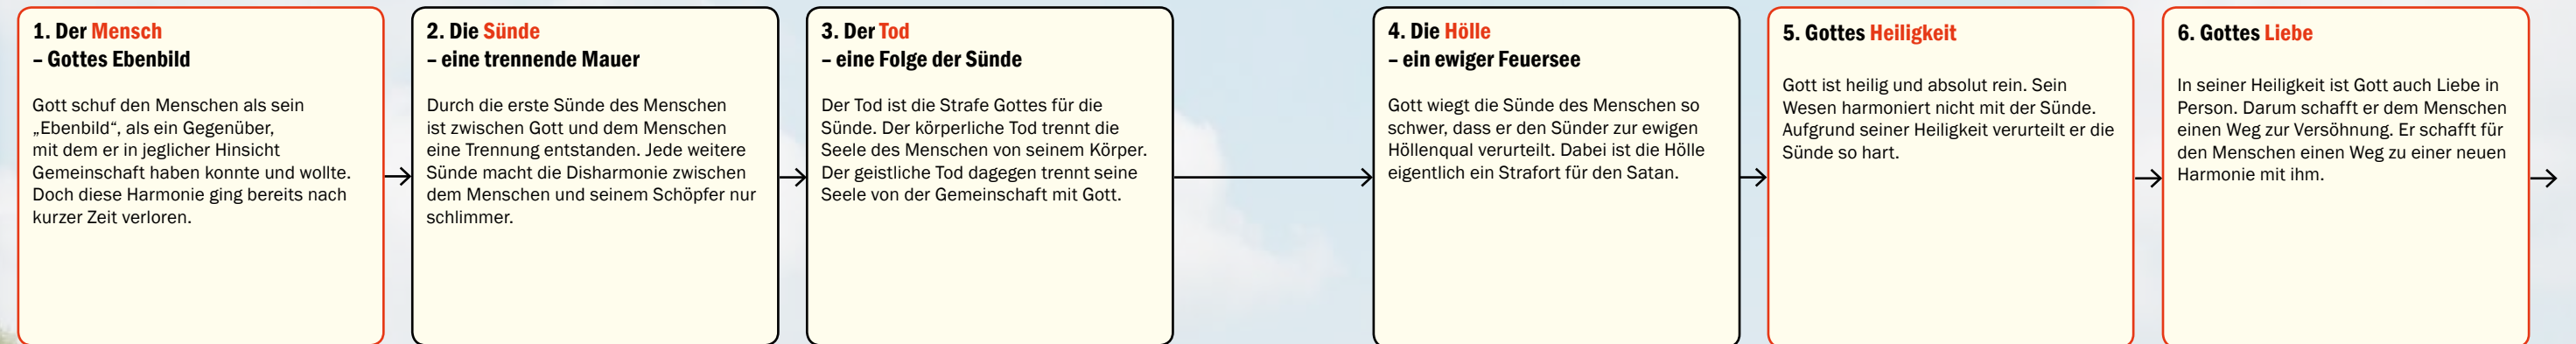 1. Der Mensch
– Gottes Ebenbild
Gott schuf den Menschen als sein
„Ebenbild“, als ein Gegenüber,
mit dem er in jeglicher Hinsicht
Gemeinschaft haben konnte und wollte.
Doch diese Harmonie ging bereits nach
kurzer Zeit verloren.
2. Die Sünde
– eine trennende Mauer
Durch die erste Sünde des Menschen
ist zwischen Gott und dem Menschen
eine Trennung entstanden. Jede weitere
Sünde macht die Disharmonie zwischen
dem Menschen und seinem Schöpfer nur
schlimmer.
3. Der Tod
– eine Folge der Sünde
Der Tod ist die Strafe Gottes für die
Sünde. Der körperliche Tod trennt die
Seele des Menschen von seinem Körper.
Der geistliche Tod dagegen trennt seine
Seele von der Gemeinschaft mit Gott.
4. Die Hölle
– ein ewiger Feuersee
Gott wiegt die Sünde des Menschen so
schwer, dass er den Sünder zur ewigen
Höllenqual verurteilt. Dabei ist die Hölle
eigentlich ein Strafort für den Satan.
5. Gottes Heiligkeit
Gott ist heilig und absolut rein. Sein
Wesen harmoniert nicht mit der Sünde.
Aufgrund seiner Heiligkeit verurteilt er die
Sünde so hart.
6. Gottes Liebe
In seiner Heiligkeit ist Gott auch Liebe in
Person. Darum schafft er dem Menschen
einen Weg zur Versöhnung. Er schafft für
den Menschen einen Weg zu einer neuen
Harmonie mit ihm.